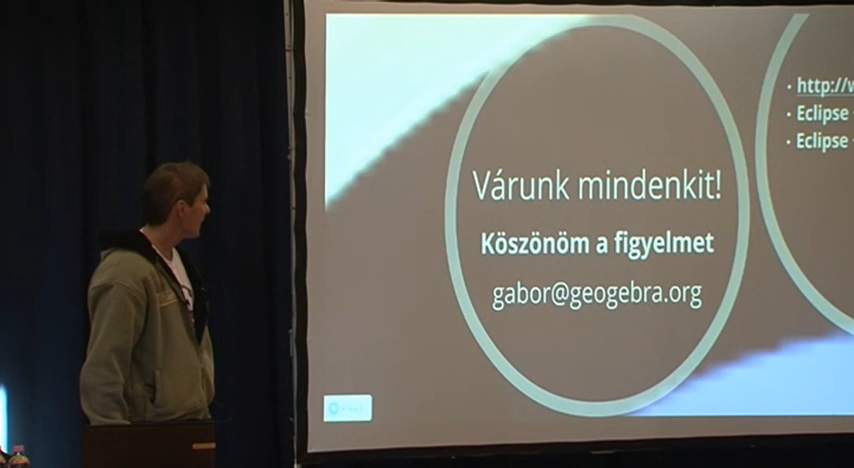 Várunk mindenkit!
Köszönöm a figyelmet
gabor@geogebra.org
• http://w
• Eclipse
• Eclipse